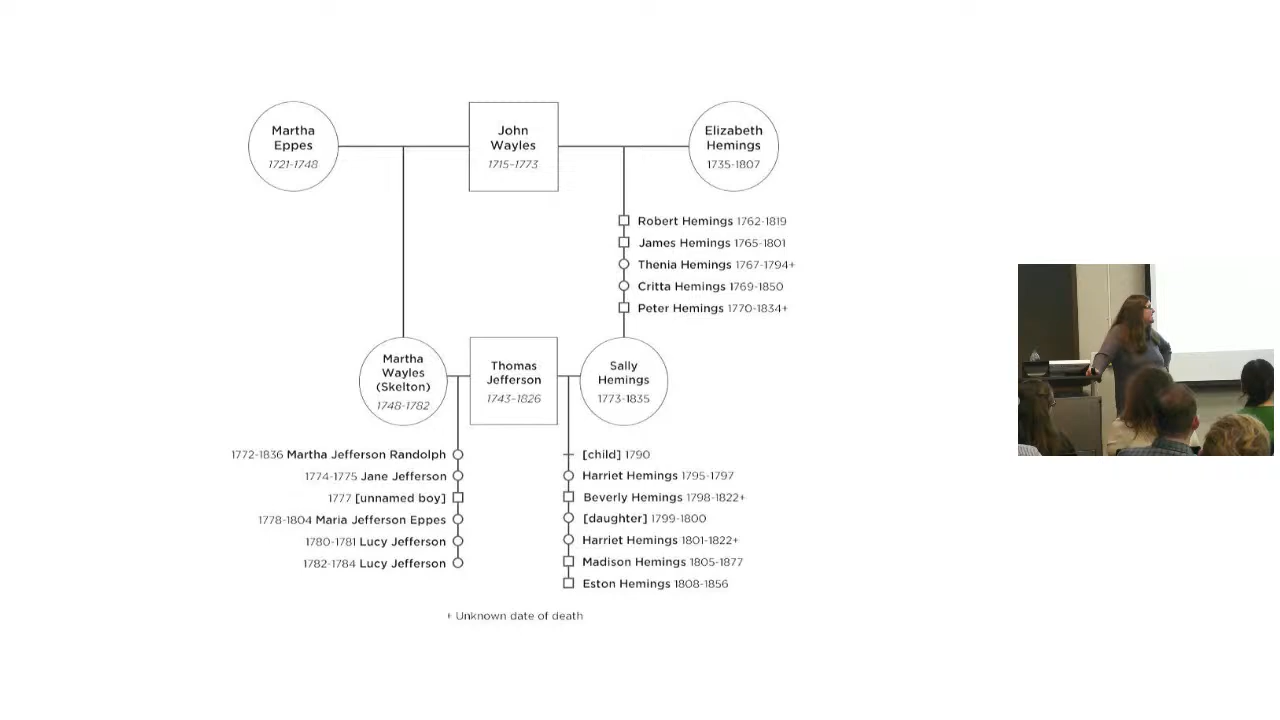 Martha
Eppes
1721-1748
John
Wayles
1715-1773
Elizabeth
Hemings
1735-1807
Robert Hemings 1762-1819
James Hemings 1765-1801
Thenia Hemings 1767-1794+
Critta Hemings 1769-1850
Peter Hemings 1770-1834+
Martha
Wayles
(Skelton)
1748-1782
Thomas
Jefferson
1743-1826
Sally
Hemings
1773-1835
1772-1836 Martha Jefferson Randolph
1774-1775 Jane Jefferson
1777 [unnamed boy]
1778-1804 Maria Jefferson Eppes
1780-1781 Lucy Jefferson
1782-1784 Lucy Jefferson
[child] 1790
Harriet Hemings 1795-1797
Beverly Hemings 1798-1822+
[daughter] 1799-1800
Harriet Hemings 1801-1822+
Madison Hemings 1805-1877
Eston Hemings 1808-1856
+ Unknown date of death